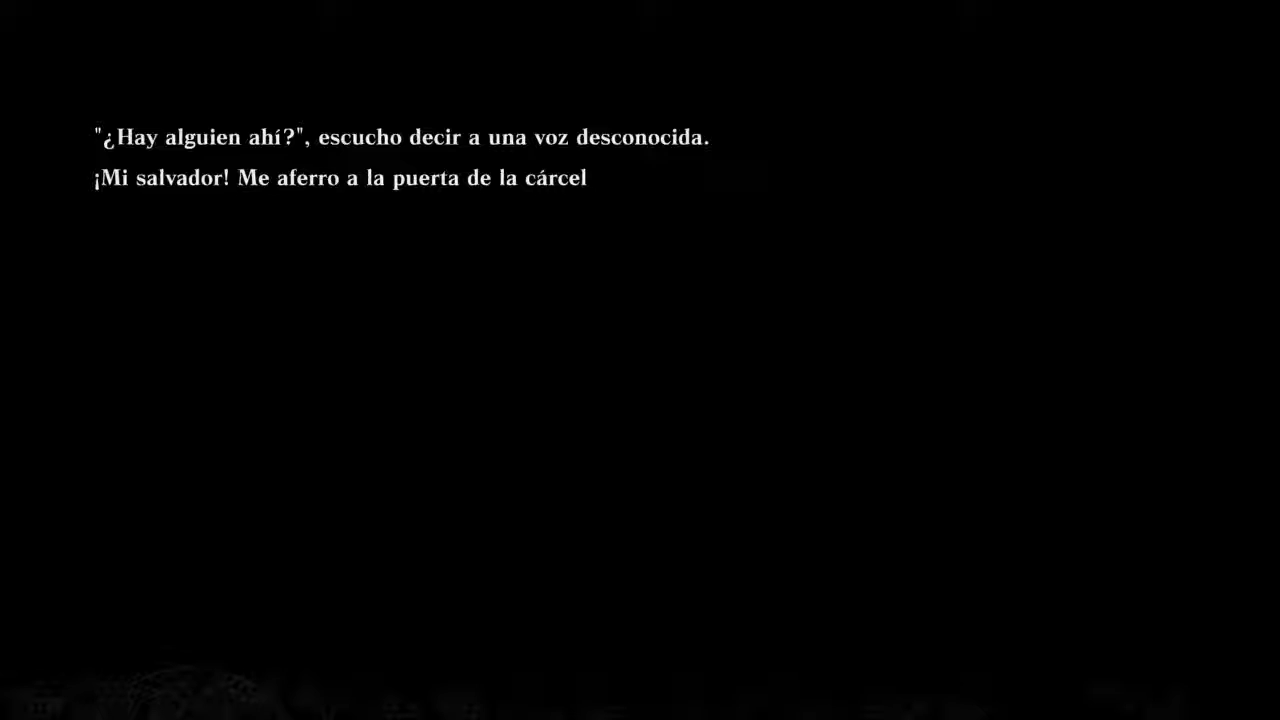 "¿Hay alguien ahí?", escucho decir a una voz desconocida.
¡Mi salvador! Me aferro a la puerta de la cárcel